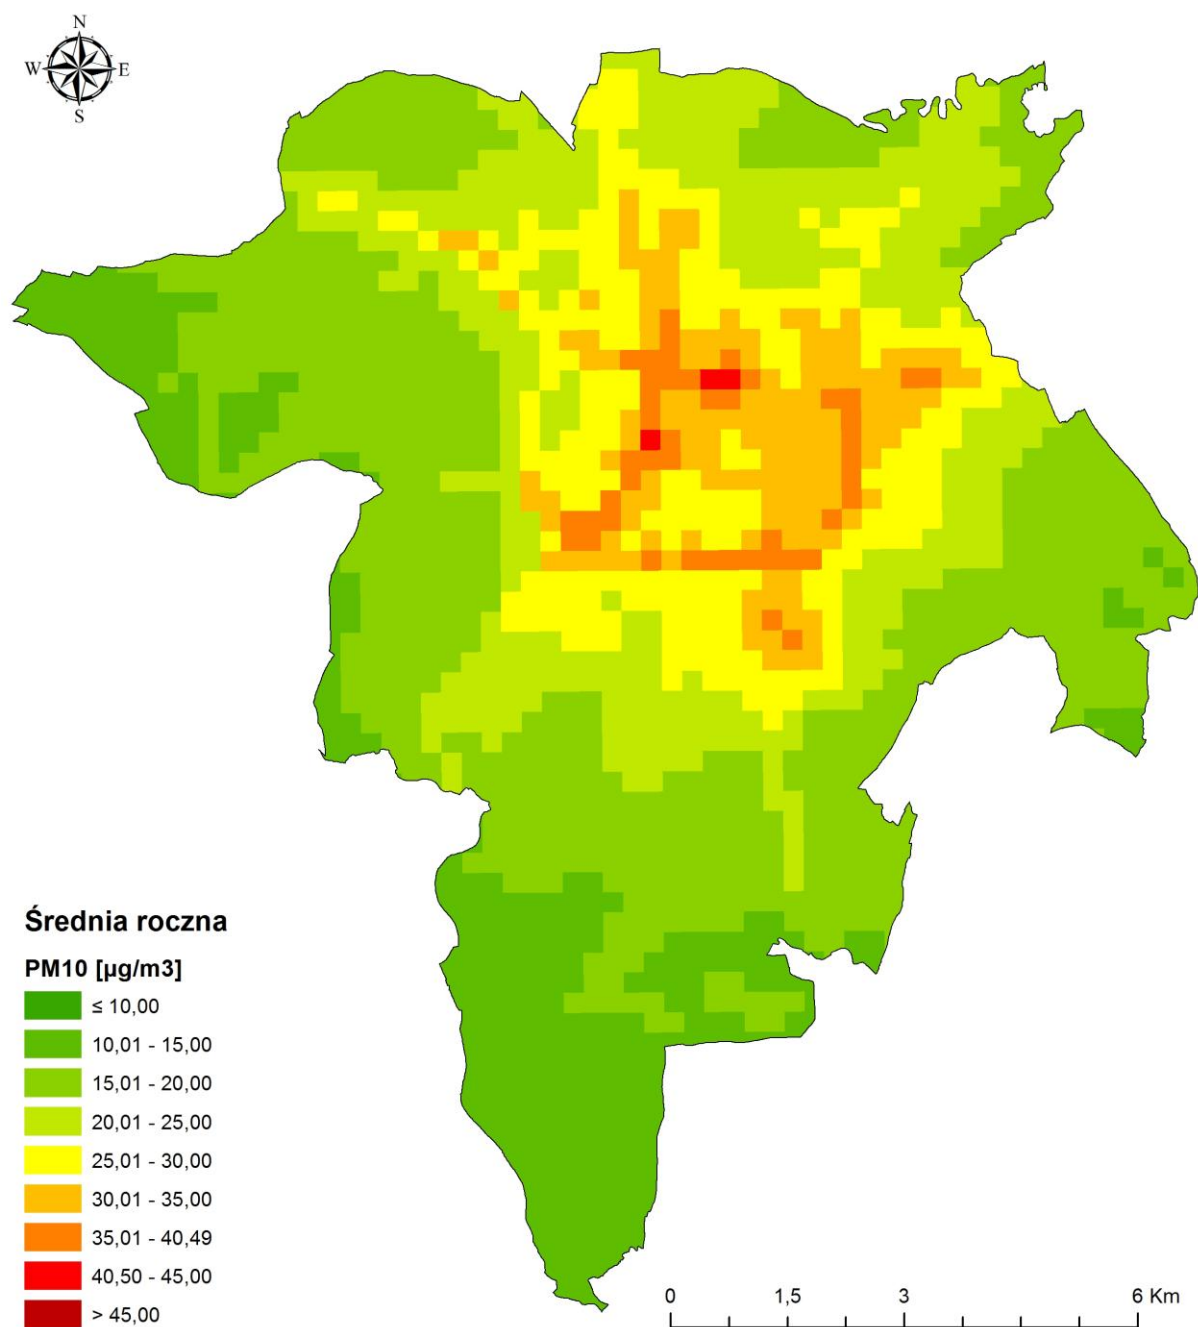 N
W E
S
Średnia roczna
PM10 [µg/m3]
≤ 10,00
10,01 - 15,00
15,01 - 20,00
20,01 - 25,00
25,01 - 30,00
30,01 - 35,00
35,01 - 40,49
40,50 - 45,00
> 45,00
0 1,5 3 6 Km